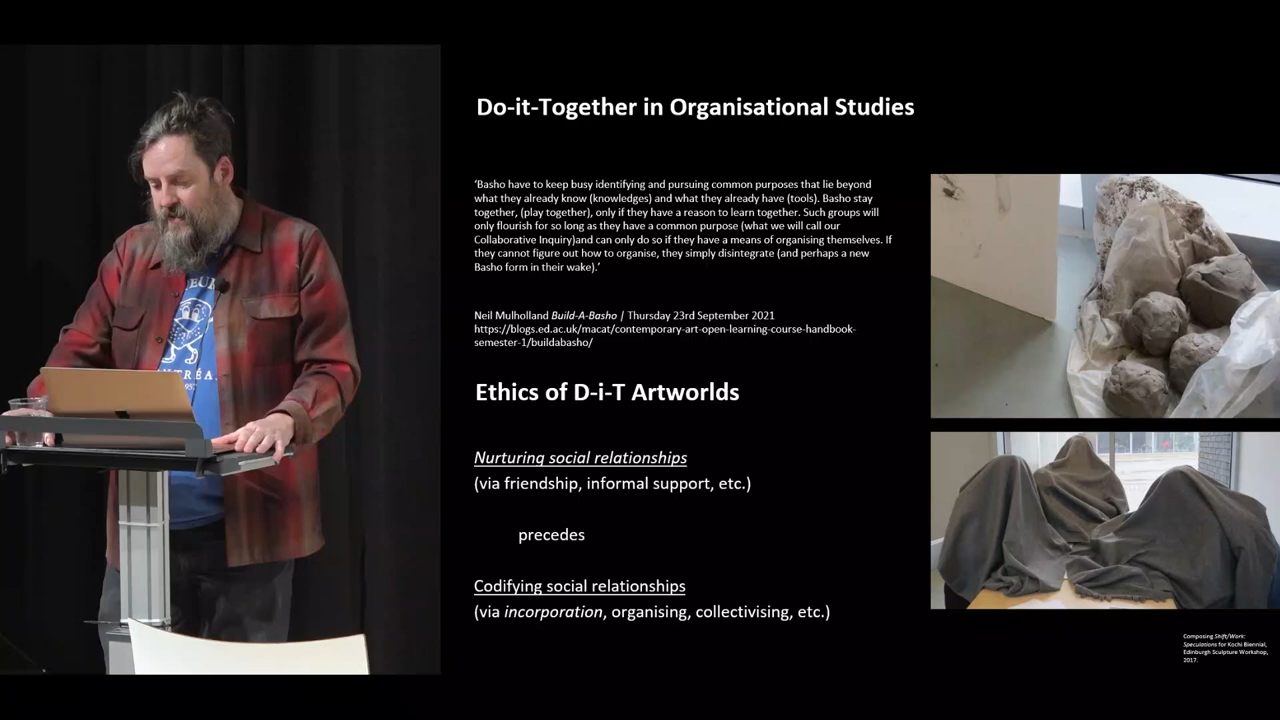 Do-it-Together in Organisational Studies
‘Basho have to keep busy identifying and pursuing common purposes that lie beyond
what they already know (knowledges) and what they already have (tools). Basho stay
together, (play together), only if they have a reason to learn together. Such groups will
only flourish for so long as they have a common purpose (what we will call our
Collaborative Inquiry)and can only do so if they have a means of organising themselves. If
they cannot figure out how to organise, they simply disintegrate (and perhaps a new
Basho form in their wake).’
Neil Mulholland Build-A-Basho | Thursday 23rd September 2021
https://blogs.ed.ac.uk/macat/contemporary-art-open-learning-course-handbook-
semester-1/buildabasho/
Ethics of D-i-T Artworlds
Nurturing social relationships
(via friendship, informal support, etc.)
precedes
Codifying social relationships
(via incorporation, organising, collectivising, etc.)
Composing Shift/Work:
Speculations for Kochi Biennial,
Edinburgh Sculpture Workshop,
2017.